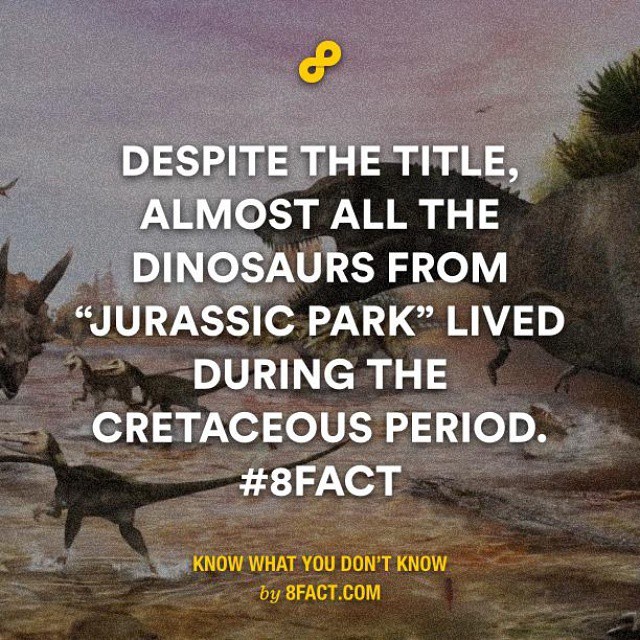 DESPITE THE TITLE,
ALMOST ALL THE
DINOSAURS FROM
“JURASSIC PARK” LIVED
DURING THE
CRETACEOUS PERIOD.
#8FACT
KNOW WHAT YOU DON'T KNOW
by 8FACT.COM